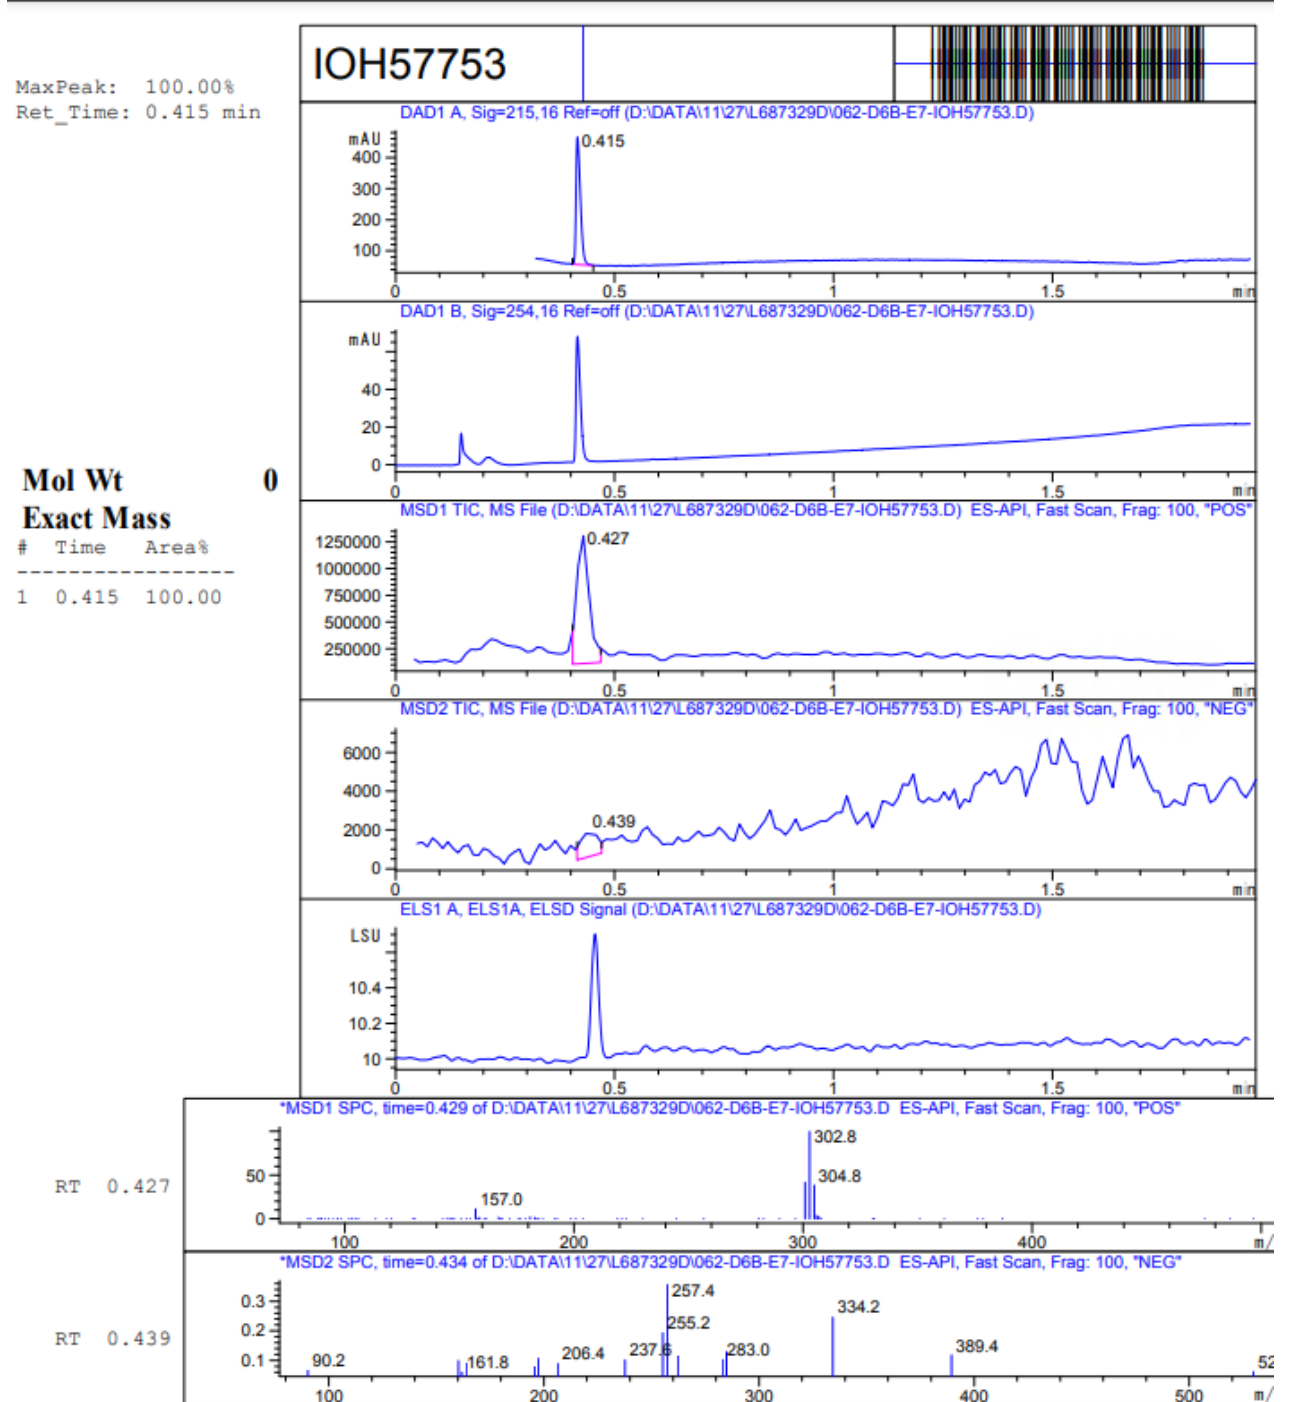 IOH57753
MaxPeak: 100.00%
Ret_Time: 0.415 min
DAD1 A, Sig=215,16 Ref=off (D:\DATA\11\27\L687329D\062-D6B-E7-IOH57753.D)
mAU
0.415
400
300
200
100
0 0.5 1 1.5 min
DAD1 B, Sig=254,16 Ref=off (D:\DATA\11\27\L687329D\062-D6B-E7-IOH57753.D)
mAU
40
20
0
0 0.5 1 1.5 min
Mol Wt 0
Exact Mass
# Time Area%
-----------------
1 0.415 100.00
MSD1 TIC, MS File (D:\DATA\11\27\L687329D\062-D6B-E7-IOH57753.D) ES-API, Fast Scan, Frag: 100, "POS"
0.427
1250000
1000000
750000
500000
250000
0 0.5 1 1.5 min
MSD2 TIC, MS File (D:\DATA\11\27\L687329D\062-D6B-E7-IOH57753.D) ES-API, Fast Scan, Frag: 100, "NEG"
6000
4000
2000
0.439
0
0 0.5 1 1.5 min
ELS1 A, ELS1A, ELSD Signal (D:\DATA\11\27\L687329D\062-D6B-E7-IOH57753.D)
LSU
10.4
10.2
10
0 0.5 1 1.5 min
*MSD1 SPC, time=0.429 of D:\DATA\11\27\L687329D\062-D6B-E7-IOH57753.D ES-API, Fast Scan, Frag: 100, "POS"
RT 0.427
302.8
50
304.8
157.0
0
100 200 300 400 m/
*MSD2 SPC, time=0.434 of D:\DATA\11\27\L687329D\062-D6B-E7-IOH57753.D ES-API, Fast Scan, Frag: 100, "NEG"
RT 0.439
0.3
257.4
334.2
0.2
255.2
0.1
90.2
161.8
206.4
237.6
283.0
389.4
52
100 200 300 400 500 m/